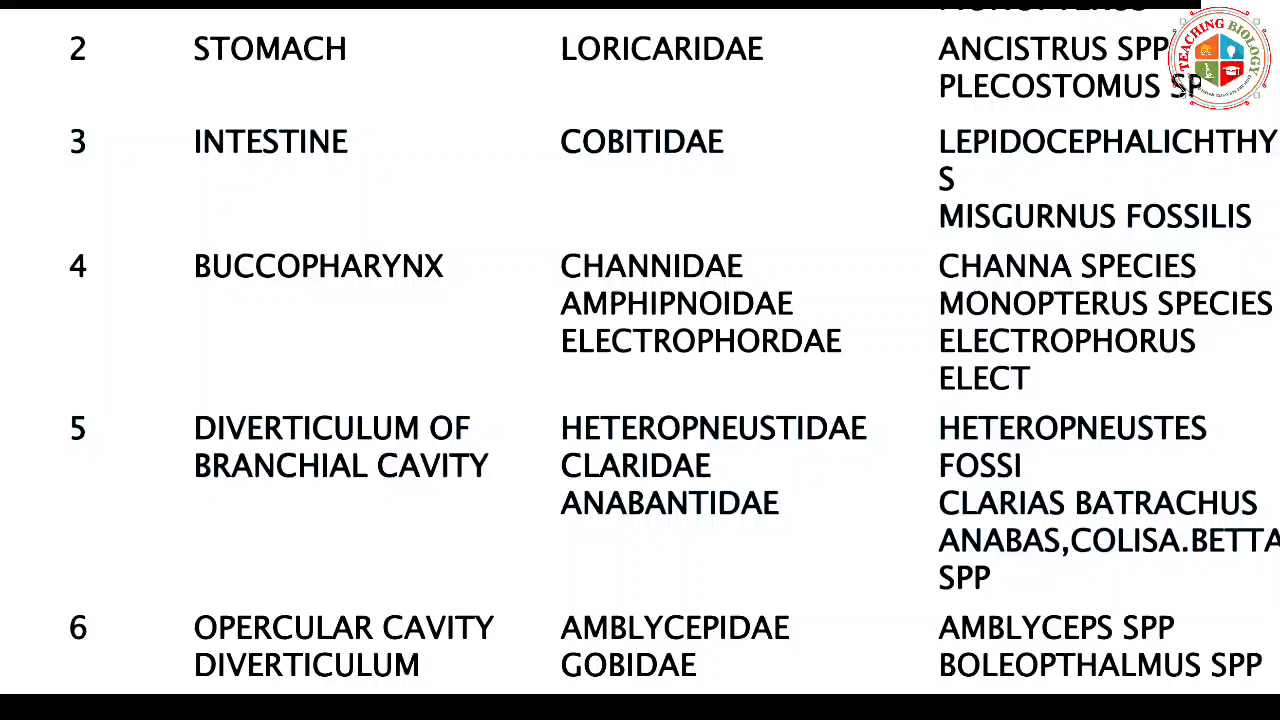 2 STOMACH LORICARIDAE ANCISTRUS SPP
PLECOSTOMUS SP
3 INTESTINE COBITIDAE LEPIDOCEPHALICHTHY
S
MISGURNUS FOSSILIS
4 BUCCOPHARYNX CHANNIDAE CHANNA SPECIES
AMPHIPNOIDAE MONOPTERUS SPECIES
ELECTROPHORDAE ELECTROPHORUS
ELECT
5 DIVERTICULUM OF HETEROPNEUSTIDAE HETEROPNEUSTES
BRANCHIAL CAVITY CLARIDAE FOSSI
ANABANTIDAE CLARIAS BATRACHUS
ANABAS,COLISA.BETTA
SPP
6 OPERCULAR CAVITY AMBLYCEPIDAE AMBLYCEPS SPP
DIVERTICULUM GOBIDAE BOLEOPTHALMUS SPP
TEACHING BIOLOGY